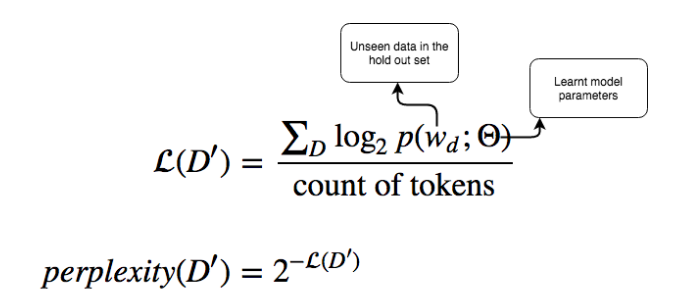 Unseen data in the
hold out set
Learnt model
parameters
ℒ(D′) = ∑_D log₂ p(w_d; Θ) / count of tokens
perplexity(D′) = 2^{−ℒ(D′)}